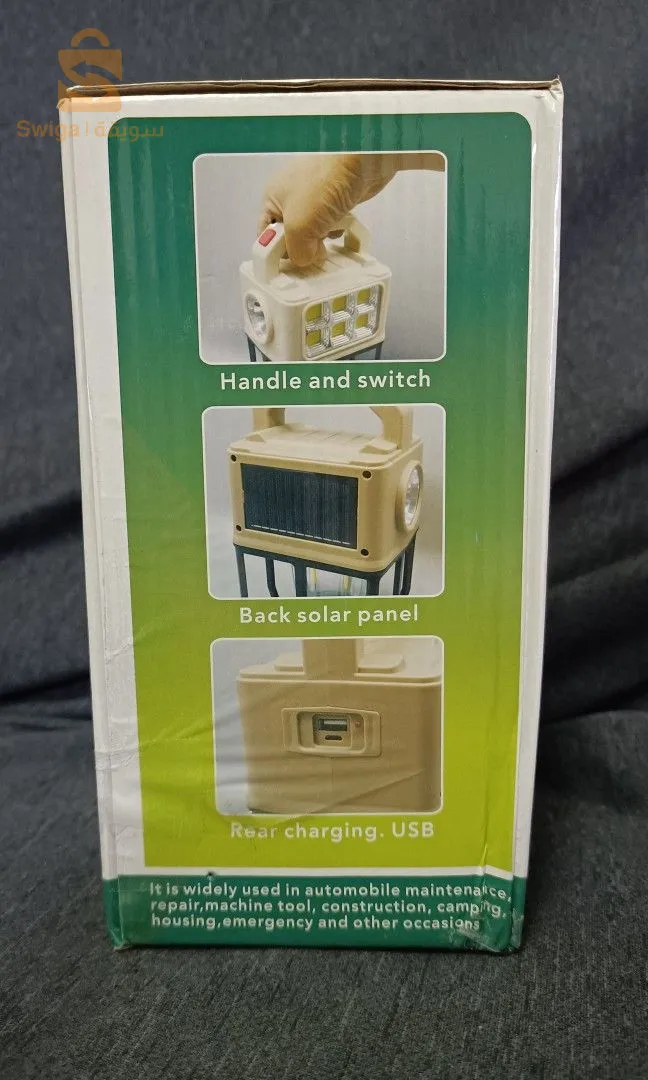 Swiga | سويقة
Handle and switch
Back solar panel
Rear charging. USB
It is widely used in automobile maintenance,
repair,machine tool, construction, camping,
housing,emergency and other occasions